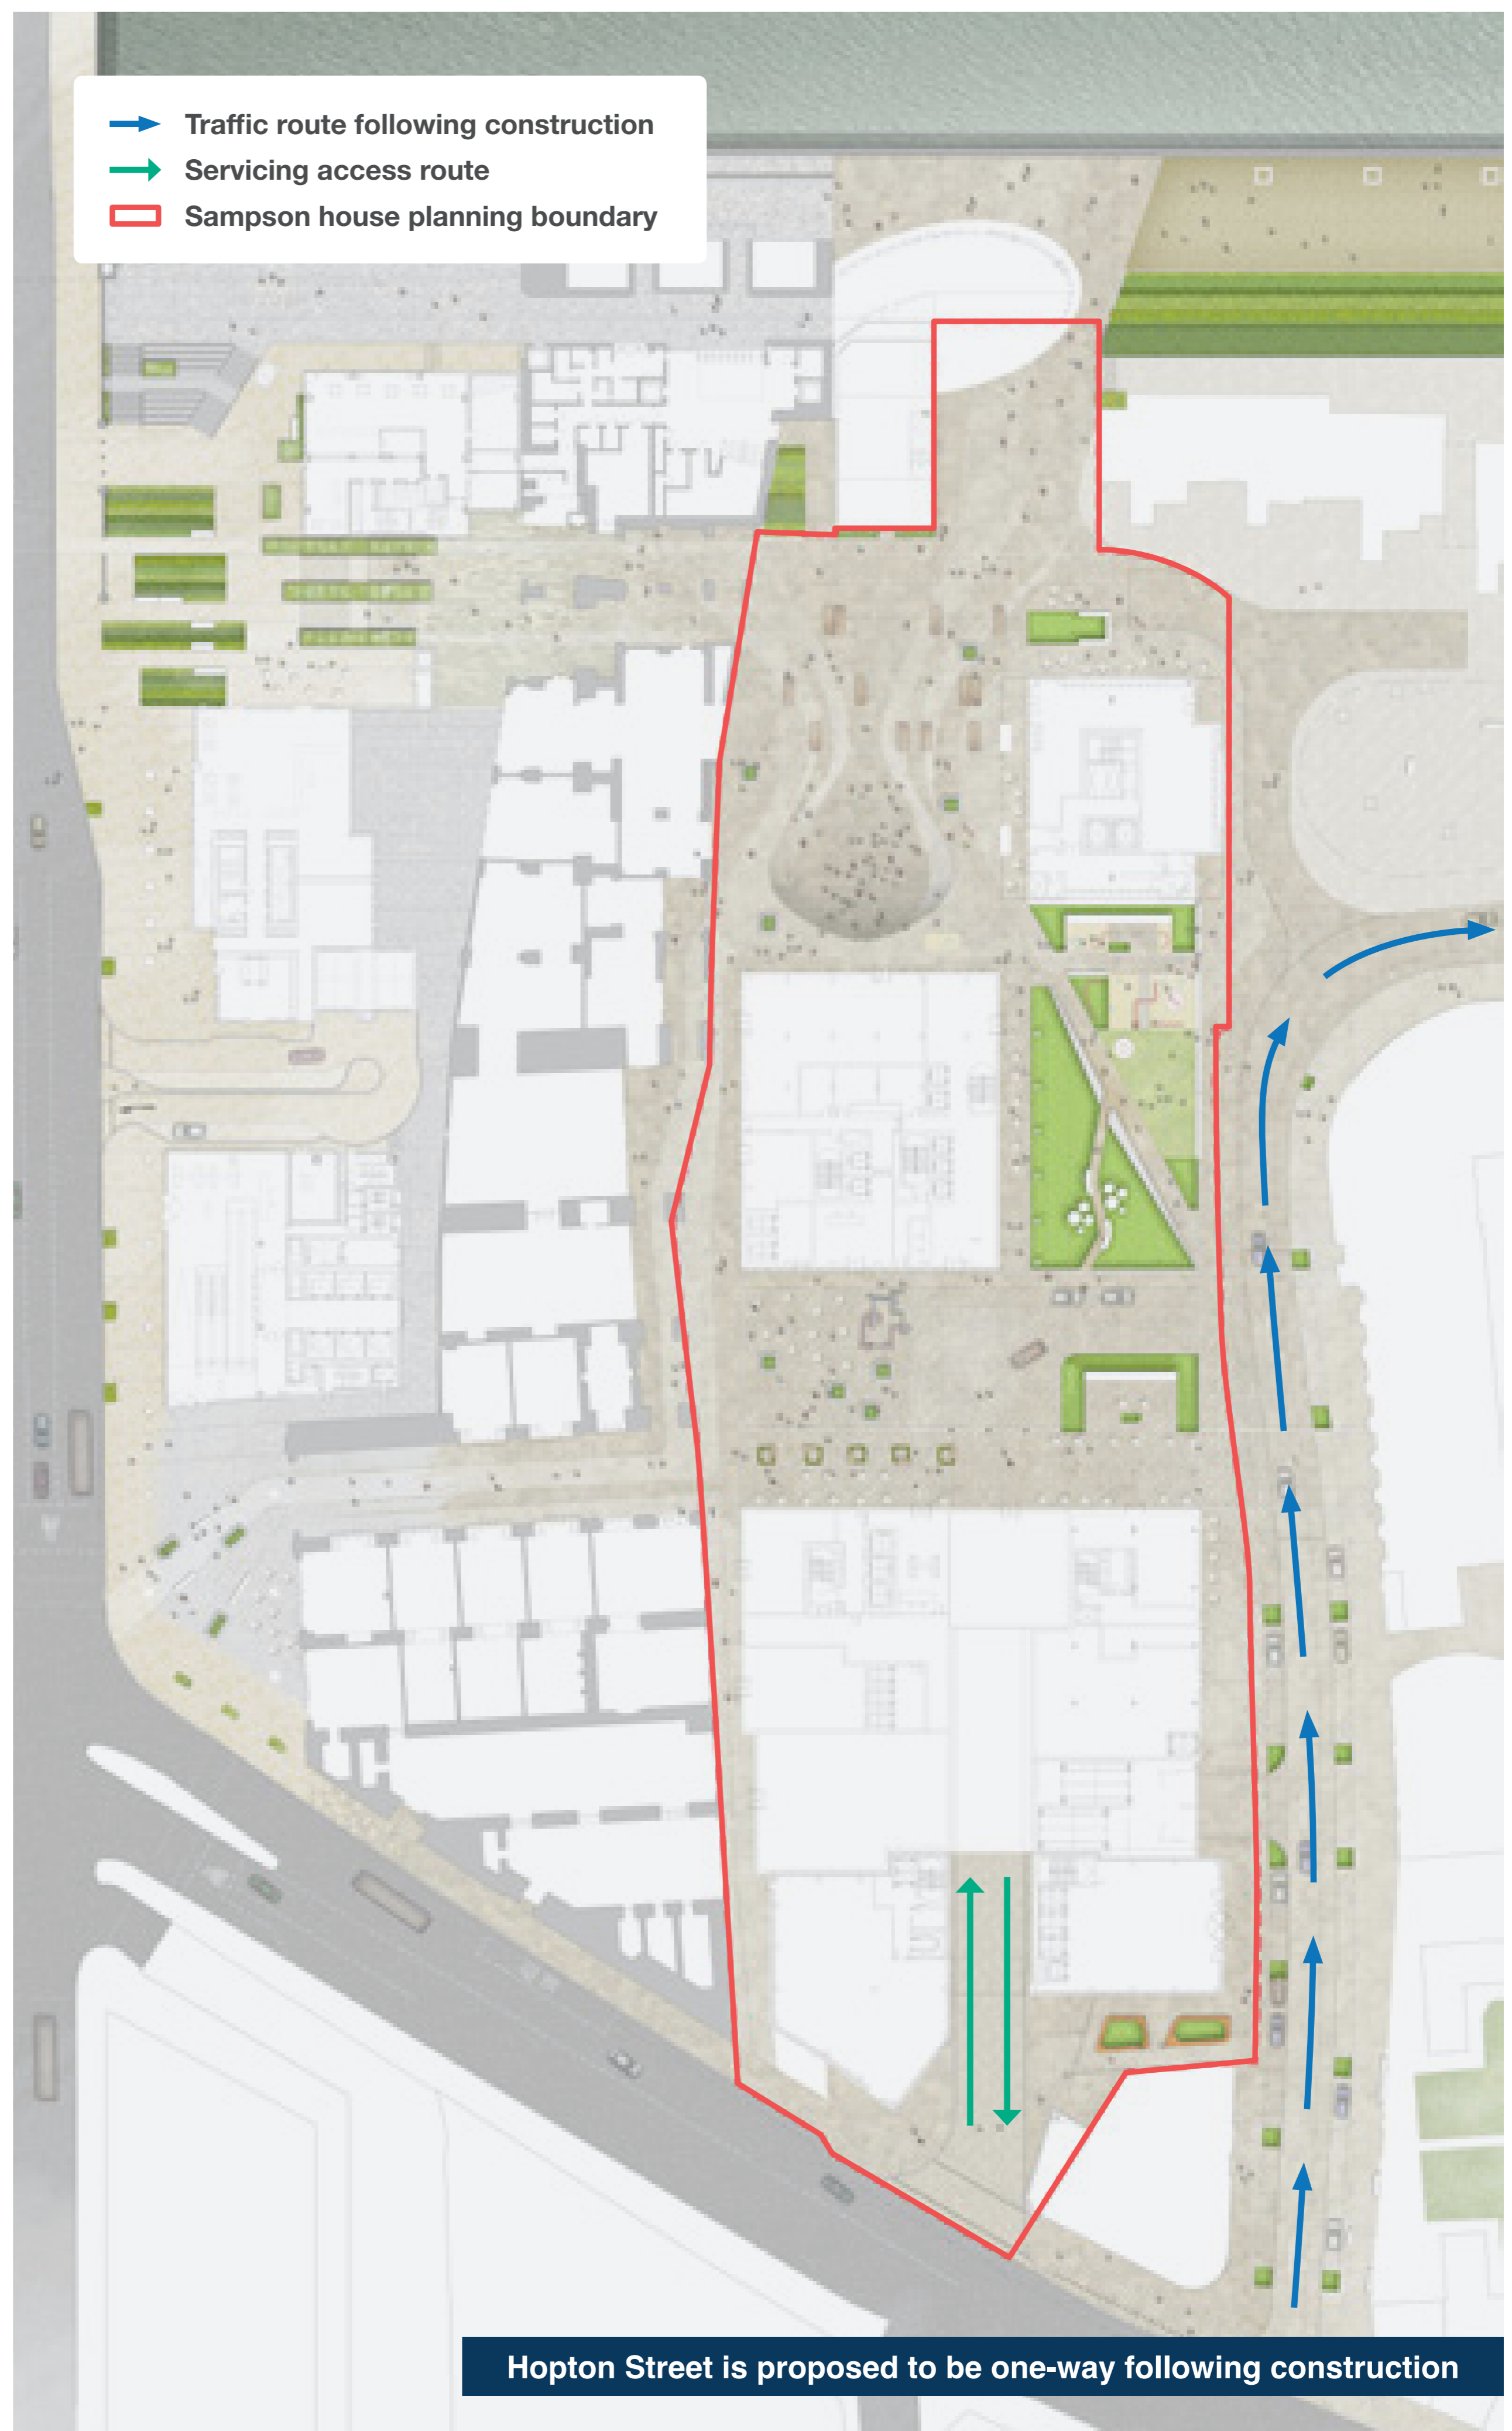 Traffic route following construction
Servicing access route
Sampson house planning boundary
Hopton Street is proposed to be one-way following construction